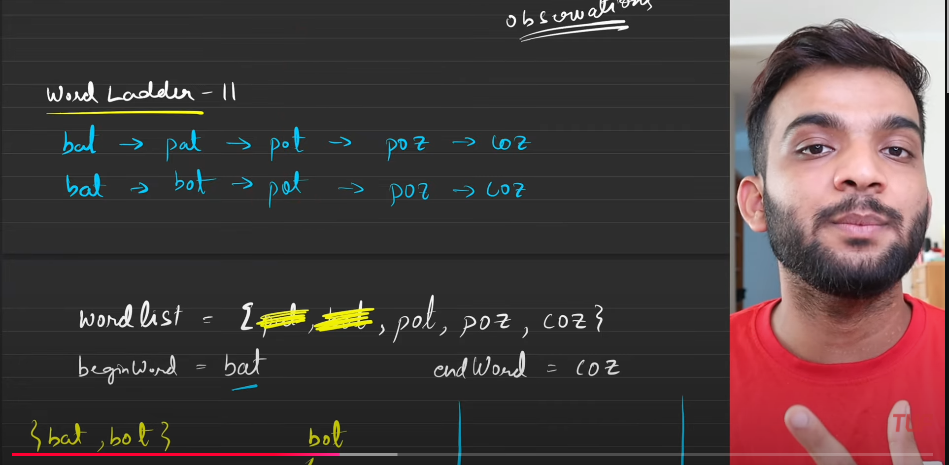 observations
Word Ladder - II
bat → pat → pot → poz → coz
bat → bot → pot → poz → coz
wordlist = { , , pot, poz, coz}
beginWord = bat endWord = coz
{bat, bot} bot
TU